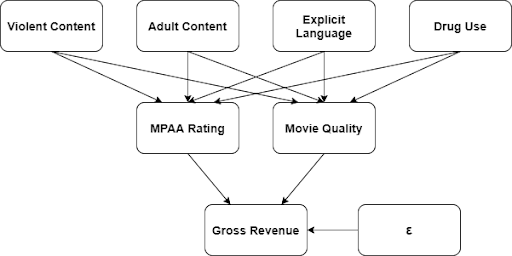 Violent Content
Adult Content
Explicit
Language
Drug Use
MPAA Rating
Movie Quality
Gross Revenue
ε